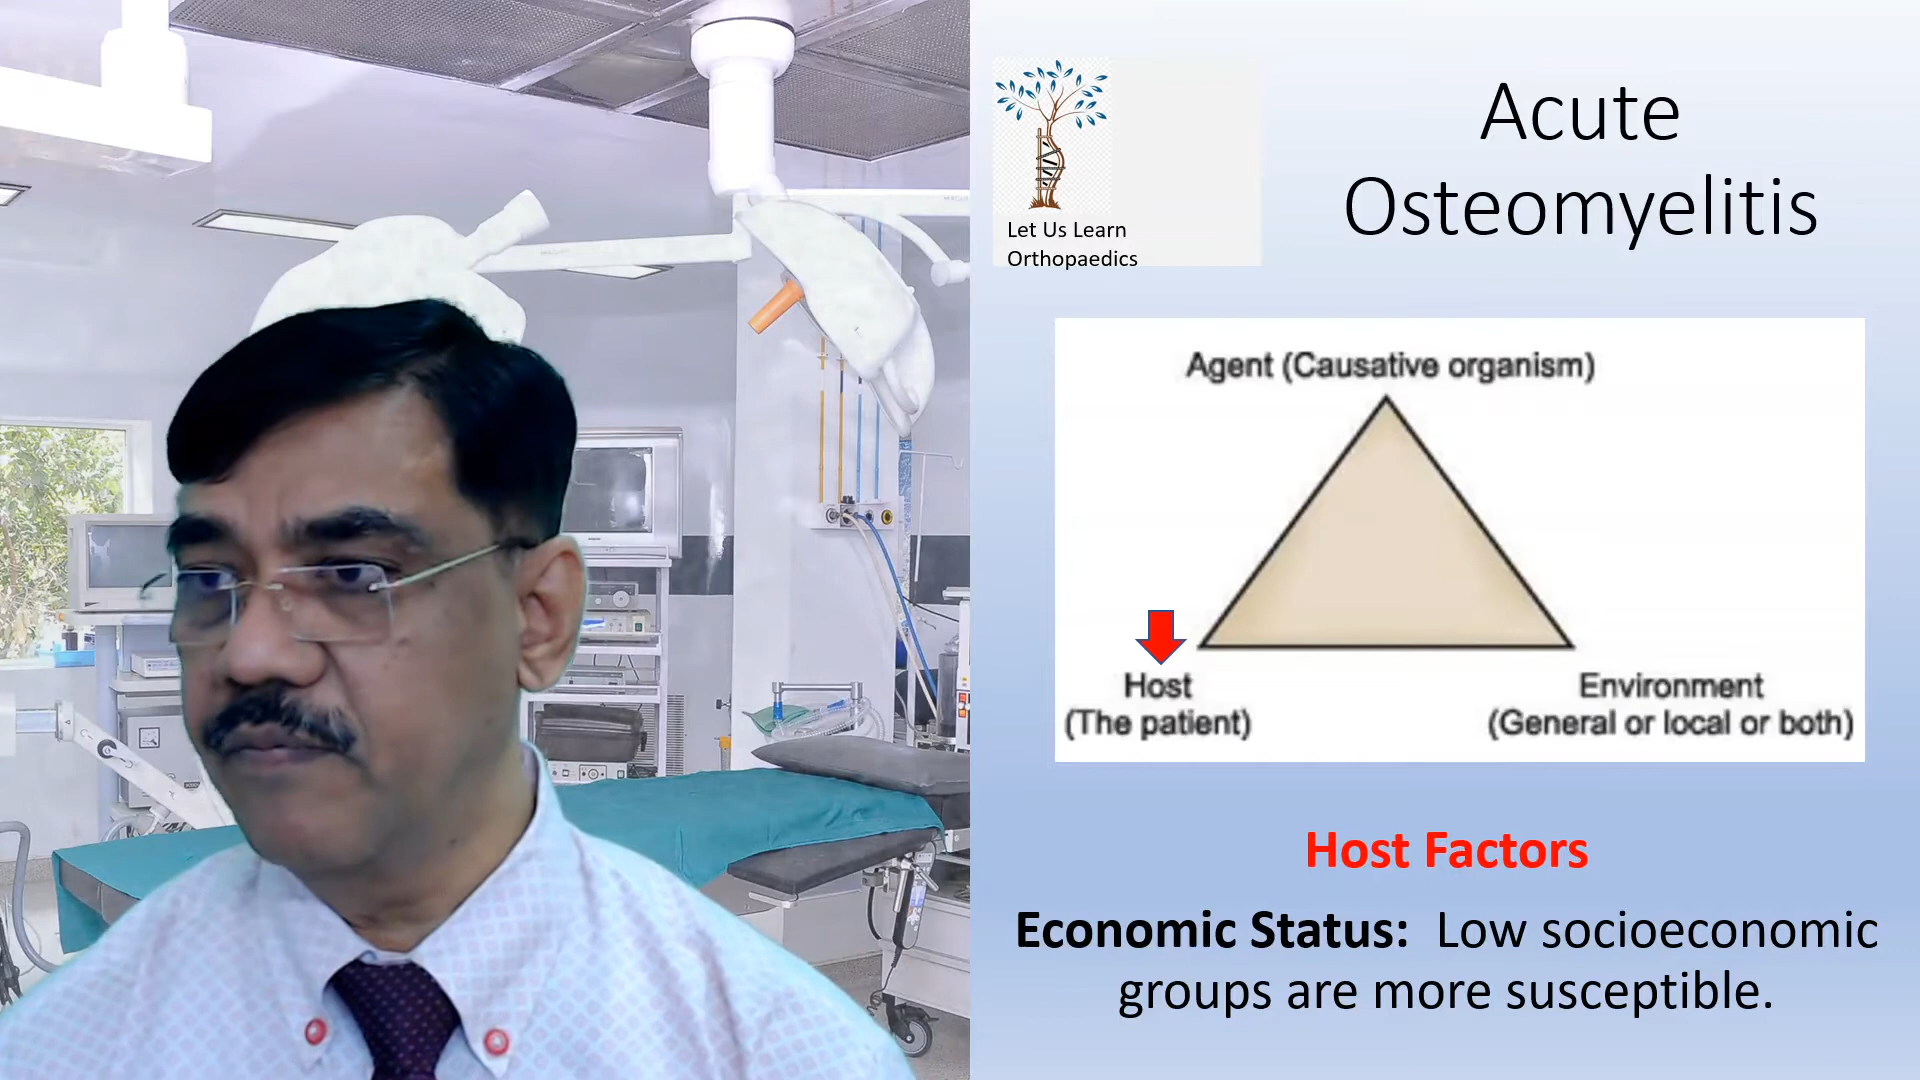 Let Us Learn
Orthopaedics
Acute
Osteomyelitis
Agent (Causative organism)
Host
(The patient)
Environment
(General or local or both)
Host Factors
Economic Status: Low socioeconomic
groups are more susceptible.